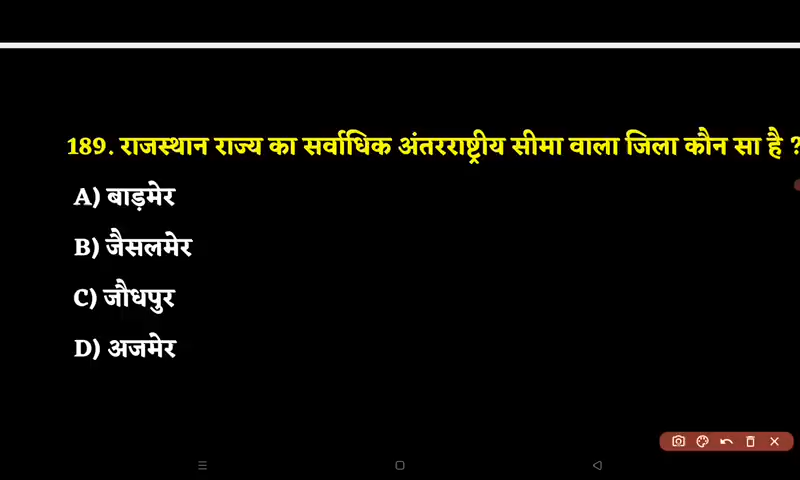 189. राजस्थान राज्य का सर्वाधिक अंतरराष्ट्रीय सीमा वाला जिला कौन सा है ?
A) बाड़मेर
B) जैसलमेर
C) जौधपुर
D) अजमेर